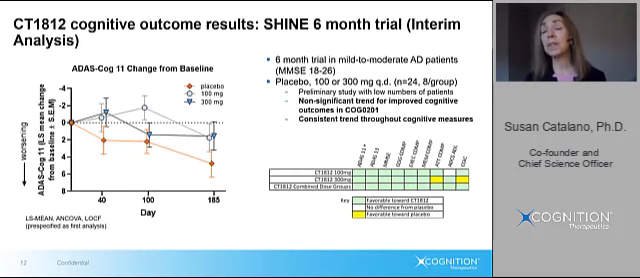 CT1812 cognitive outcome results: SHINE 6 month trial (Interim
Analysis)
ADAS-Cog 11 Change from Baseline
placebo
100 mg
300 mg
ADAS-Cog 11 (LS mean change
from baseline ± S.E.M)
worsening
-4
-2
0
2
4
6
8
40
100
185
Day
LS-MEAN, ANCOVA, LOCF
(prespecified as first analysis)
• 6 month trial in mild-to-moderate AD patients
(MMSE 18-26)
• Placebo, 100 or 300 mg q.d. (n=24, 8/group)
– Preliminary study with low numbers of patients
– Non-significant trend for improved cognitive
outcomes in COG0201
– Consistent trend throughout cognitive measures
CT1812 100mg
CT1812 300mg
CT1812 Combined Dose Groups
Key
Favorable toward CT1812
No difference from placebo
Favorable toward placebo
12
Confidential
COGNITION
Therapeutics
Susan Catalano, Ph.D.
Co-founder and
Chief Science Officer
COGNITION
Therapeutics